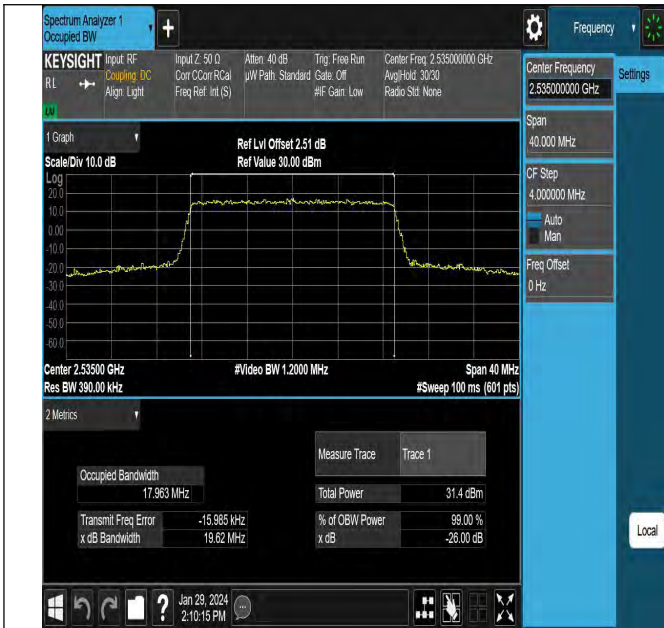 Spectrum Analyzer 1
Occupied BW
Frequency
KEYSIGHT
RL
Input: RF
Coupling: DC
Align: Light
Input Z: 50 Ω
Corr CCorr RCal
Freq Ref: Int (S)
Atten: 40 dB
µW Path: Standard
Trig: Free Run
Gate: Off
#IF Gain: Low
Center Freq: 2.535000000 GHz
Avg|Hold: 30/30
Radio Std: None
Center Frequency
2.535000000 GHz
Settings
Span
40.000 MHz
CF Step
4.000000 MHz
Auto
Man
Freq Offset
0 Hz
1 Graph
Scale/Div 10.0 dB
Ref Lvl Offset 2.51 dB
Ref Value 30.00 dBm
Log
20.0
10.0
0.00
-10.0
-20.0
-30.0
-40.0
-50.0
-60.0
Center 2.53500 GHz
#Video BW 1.2000 MHz
Span 40 MHz
Res BW 390.00 kHz
#Sweep 100 ms (601 pts)
2 Metrics
Measure Trace Trace 1
Occupied Bandwidth
17.963 MHz
Total Power 31.4 dBm
Transmit Freq Error -15.985 kHz
% of OBW Power 99.00 %
x dB Bandwidth 19.62 MHz
x dB -26.00 dB
Local
Jan 29, 2024
2:10:15 PM